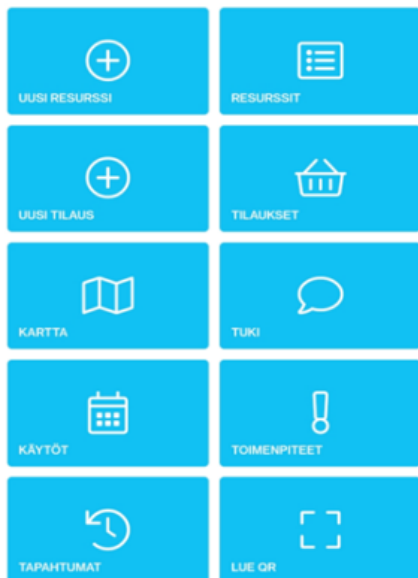 UUSI RESURSSI
RESURSSIT
UUSI TILAUS
TILAUKSET
KARTTA
TUKI
KÄYTÖT
TOIMENPITEET
TAPAHTUMAT
LUE QR